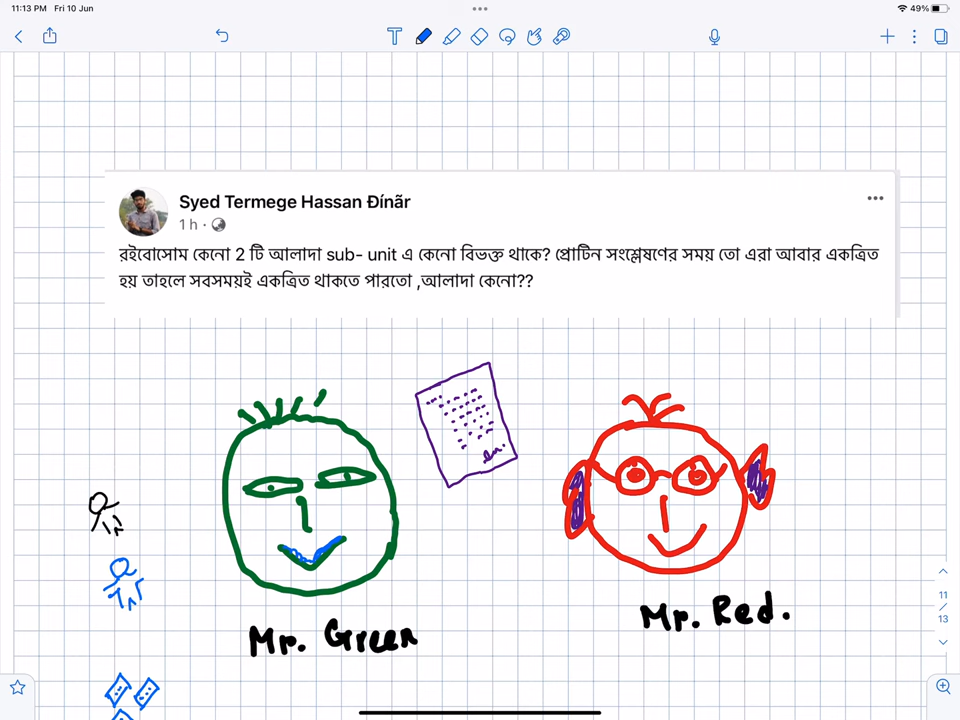 11:13 PM Fri 10 Jun
49%
Syed Termege Hassan Đínãr
1 h ·
রইবোসোম কেনো 2 টি আলাদা sub- unit এ কেনো বিভক্ত থাকে? প্রোটিন সংশ্লেষণের সময় তো এরা আবার একত্রিত
হয় তাহলে সবসময়ই একত্রিত থাকতে পারতো ,আলাদা কেনো??
Mr. Green
Mr. Red.
11
/
13